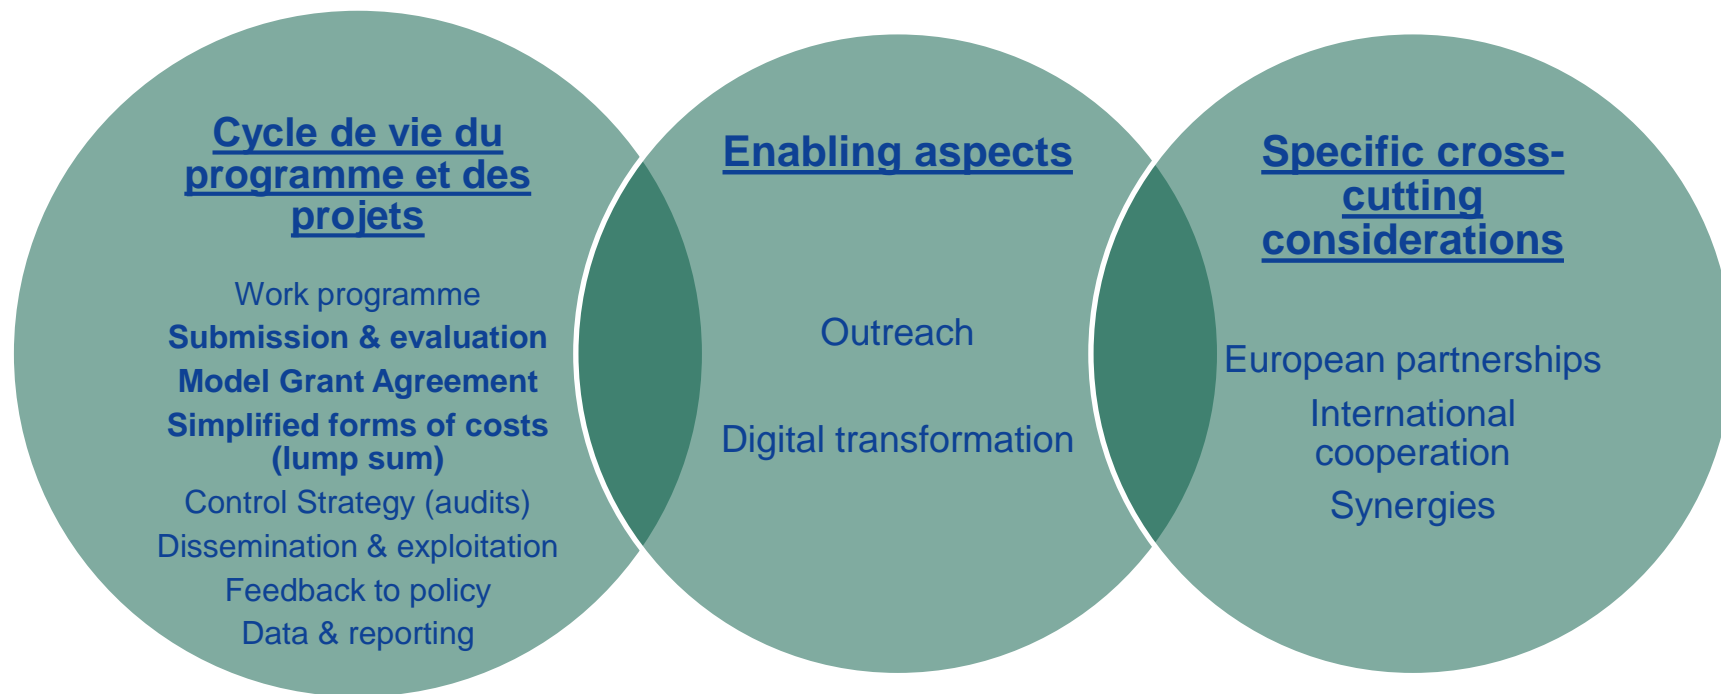 Cycle de vie du
programme et des
projets
Work programme
Submission & evaluation
Model Grant Agreement
Simplified forms of costs
(lump sum)
Control Strategy (audits)
Dissemination & exploitation
Feedback to policy
Data & reporting
Enabling aspects
Outreach
Digital transformation
Specific cross-
cutting
considerations
European partnerships
International
cooperation
Synergies